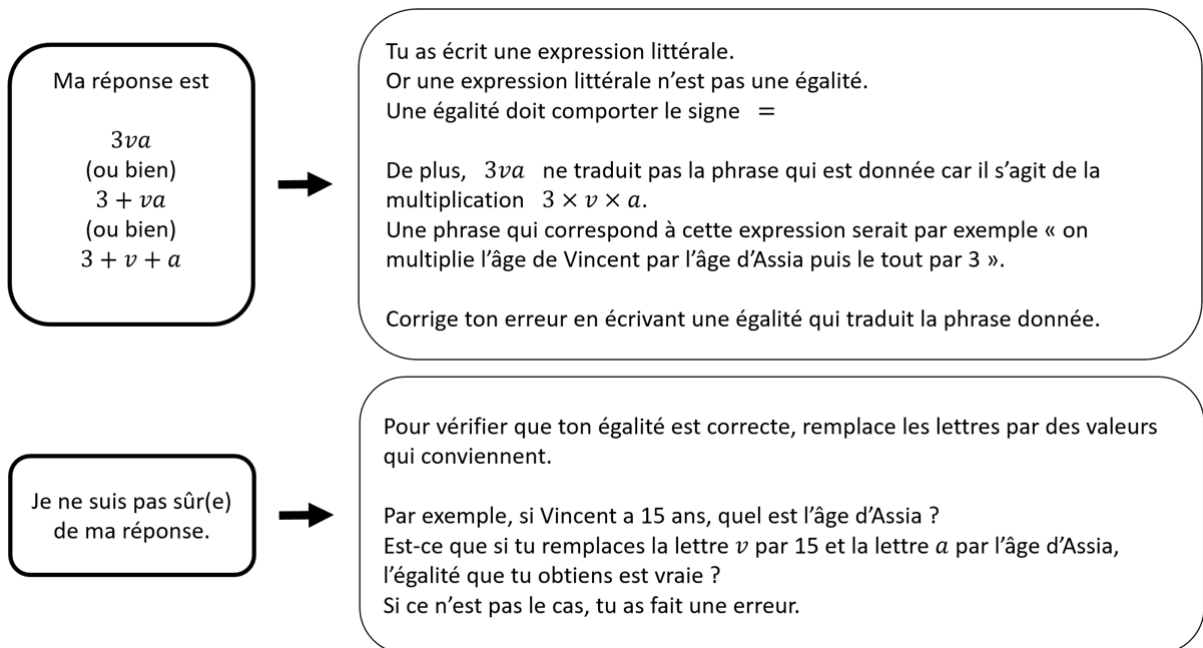 Ma réponse est
3va
(ou bien)
3 + va
(ou bien)
3 + v + a
Tu as écrit une expression littérale.
Or une expression littérale n’est pas une égalité.
Une égalité doit comporter le signe =
De plus, 3va ne traduit pas la phrase qui est donnée car il s’agit de la
multiplication 3 × v × a.
Une phrase qui correspond à cette expression serait par exemple « on
multiplie l’âge de Vincent par l’âge d’Assia puis le tout par 3 ».
Corrige ton erreur en écrivant une égalité qui traduit la phrase donnée.
Je ne suis pas sûr(e)
de ma réponse.
Pour vérifier que ton égalité est correcte, remplace les lettres par des valeurs
qui conviennent.
Par exemple, si Vincent a 15 ans, quel est l’âge d’Assia ?
Est-ce que si tu remplaces la lettre v par 15 et la lettre a par l’âge d’Assia,
l’égalité que tu obtiens est vraie ?
Si ce n’est pas le cas, tu as fait une erreur.